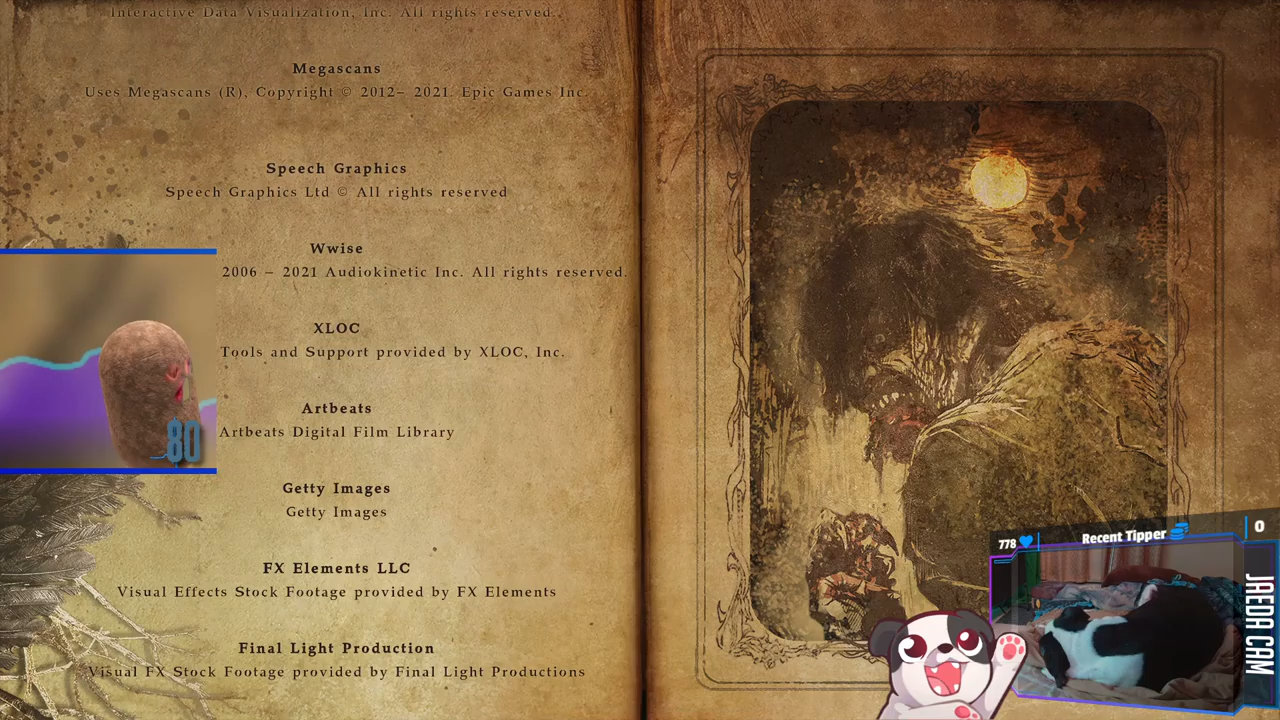 Interactive Data Visualization, Inc. All rights reserved.
Megascans
Uses Megascans (R), Copyright © 2012– 2021. Epic Games Inc.
Speech Graphics
Speech Graphics Ltd © All rights reserved
Wwise
2006 – 2021 Audiokinetic Inc. All rights reserved.
XLOC
Tools and Support provided by XLOC, Inc.
Artbeats
Artbeats Digital Film Library
Getty Images
Getty Images
FX Elements LLC
Visual Effects Stock Footage provided by FX Elements
Final Light Production
Visual FX Stock Footage provided by Final Light Productions
80
778
Recent Tipper
0
JAEDA CAM